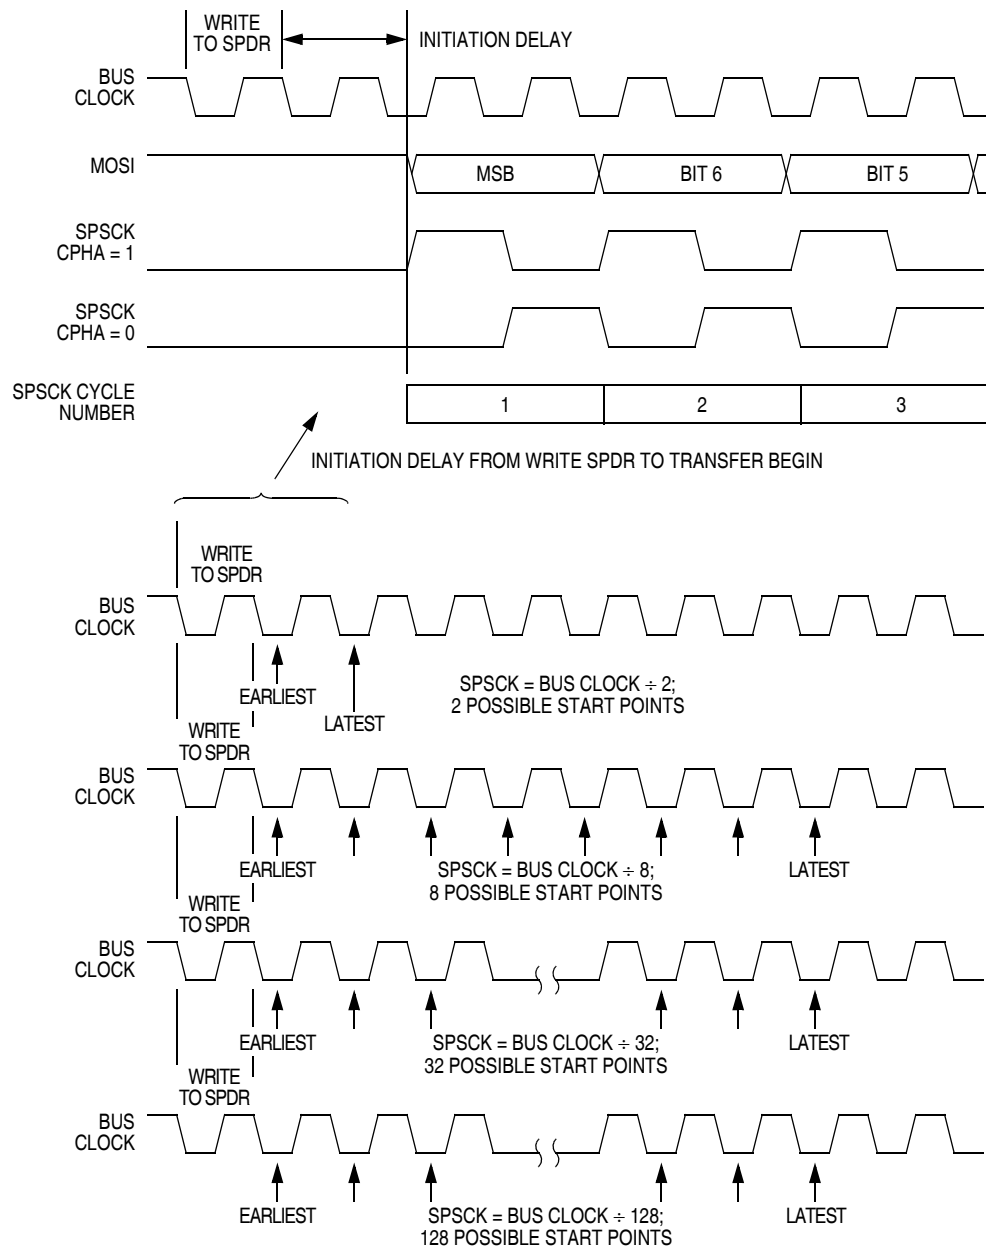 WRITE
TO SPDR
INITIATION DELAY
BUS
CLOCK
MOSI
MSB
BIT 6
BIT 5
SPSCK
CPHA = 1
SPSCK
CPHA = 0
SPSCK CYCLE
NUMBER
1
2
3
INITIATION DELAY FROM WRITE SPDR TO TRANSFER BEGIN
WRITE
TO SPDR
BUS
CLOCK
EARLIEST
LATEST
SPSCK = BUS CLOCK ÷ 2;
2 POSSIBLE START POINTS
WRITE
TO SPDR
BUS
CLOCK
EARLIEST
SPSCK = BUS CLOCK ÷ 8;
8 POSSIBLE START POINTS
LATEST
WRITE
TO SPDR
BUS
CLOCK
EARLIEST
SPSCK = BUS CLOCK ÷ 32;
32 POSSIBLE START POINTS
LATEST
WRITE
TO SPDR
BUS
CLOCK
EARLIEST
SPSCK = BUS CLOCK ÷ 128;
128 POSSIBLE START POINTS
LATEST